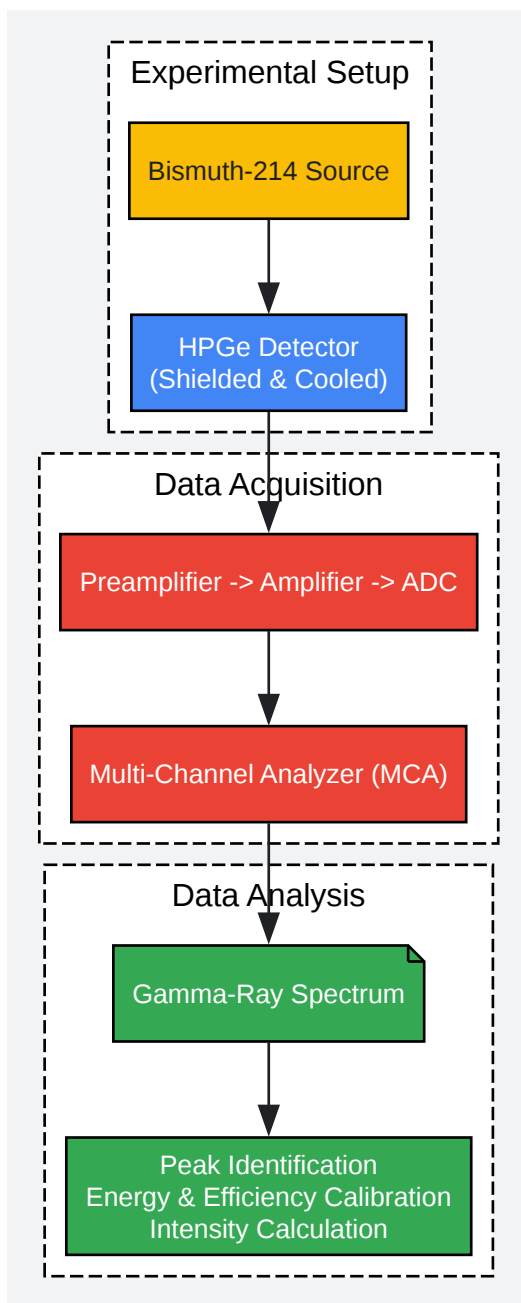 Experimental Setup
Bismuth-214 Source
HPGe Detector
(Shielded & Cooled)
Data Acquisition
Preamplifier -> Amplifier -> ADC
Multi-Channel Analyzer (MCA)
Data Analysis
Gamma-Ray Spectrum
Peak Identification
Energy & Efficiency Calibration
Intensity Calculation